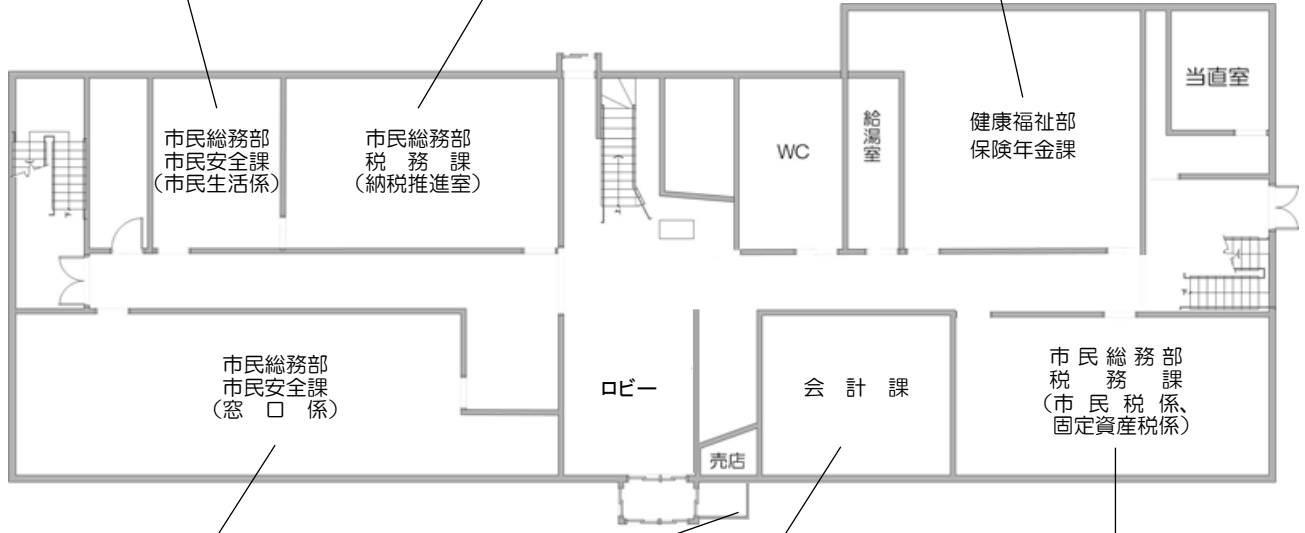 当直室
市民総務部
市民安全課
（市民生活係）
市民総務部
税　務　課
（納税推進室）
WC
給湯室
健康福祉部
保険年金課
市民総務部
市民安全課
（窓　口　係）
ロビー
売店
会　計　課
市 民 総 務 部
税　務　課
（市 民 税 係、
固定資産税係）